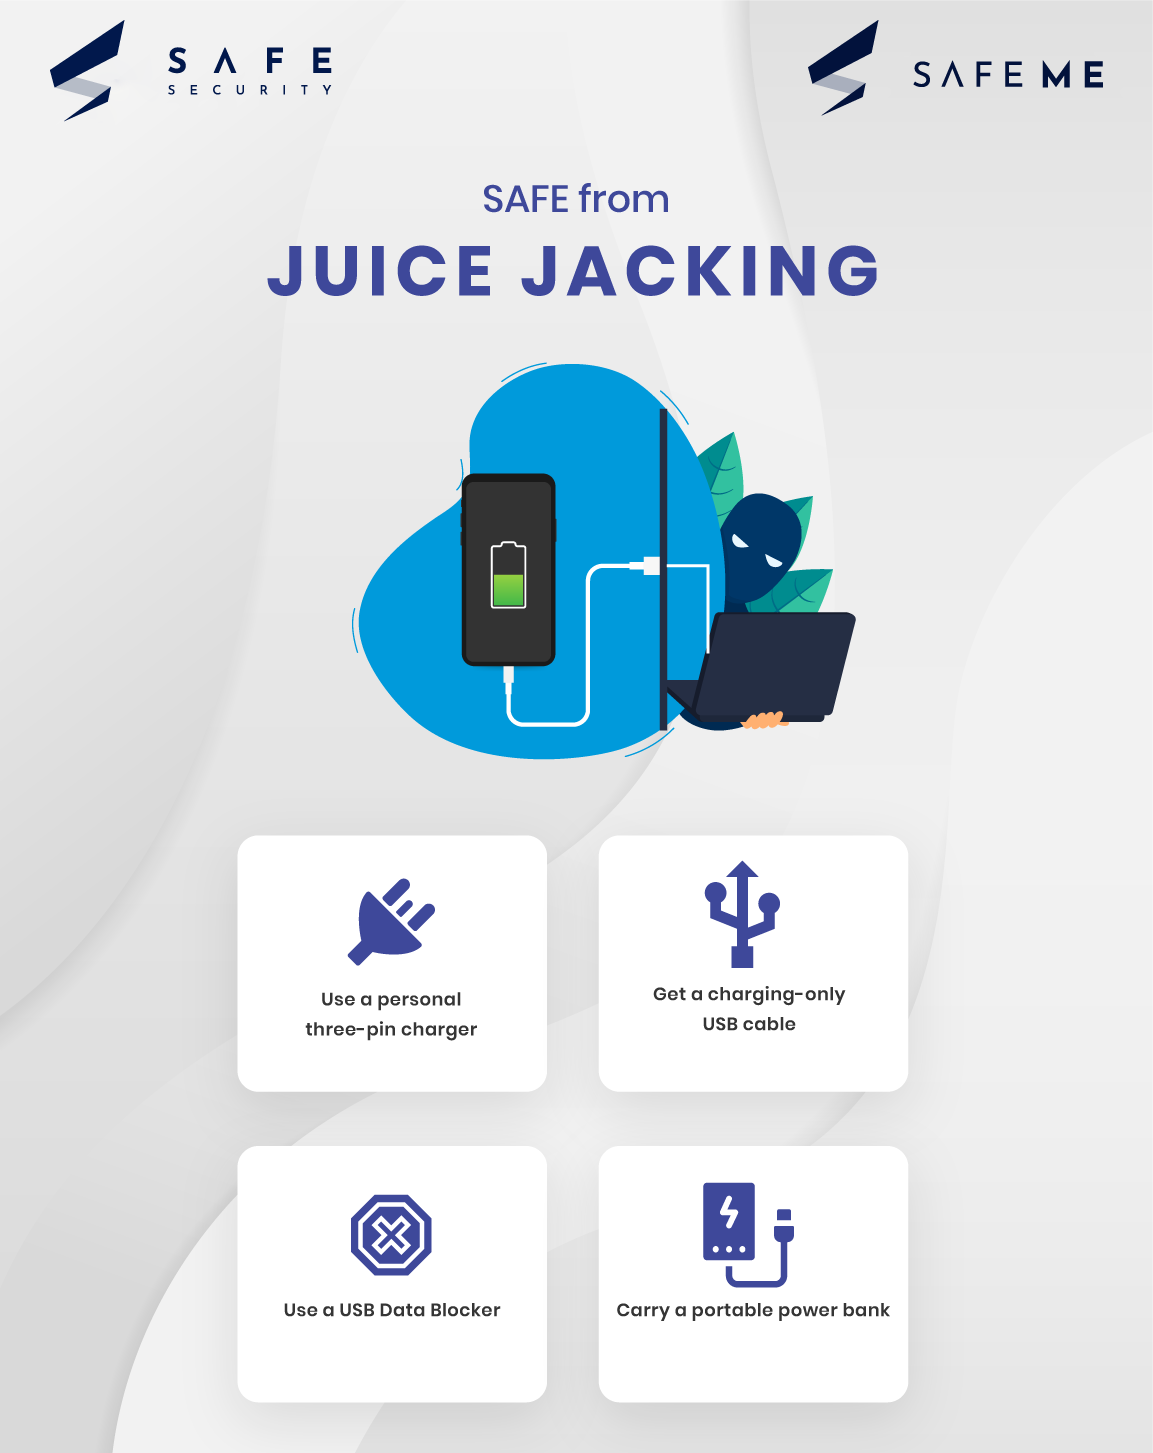 SAFE
SECURITY
SAFE ME
SAFE from
JUICE JACKING
Use a personal
three-pin charger
Get a charging-only
USB cable
Use a USB Data Blocker
Carry a portable power bank